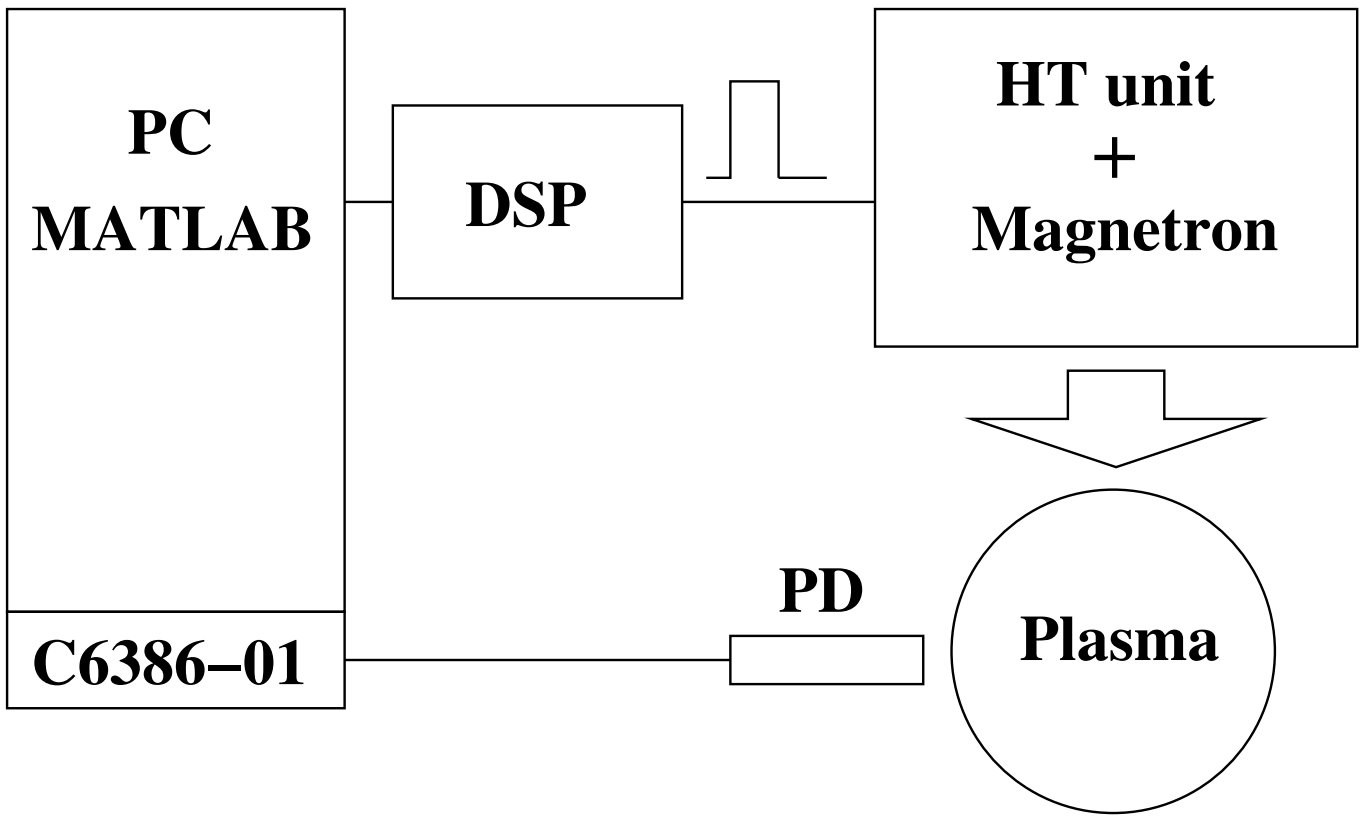 PC
MATLAB
DSP
HT unit
+
Magnetron
PD
Plasma
C6386−01